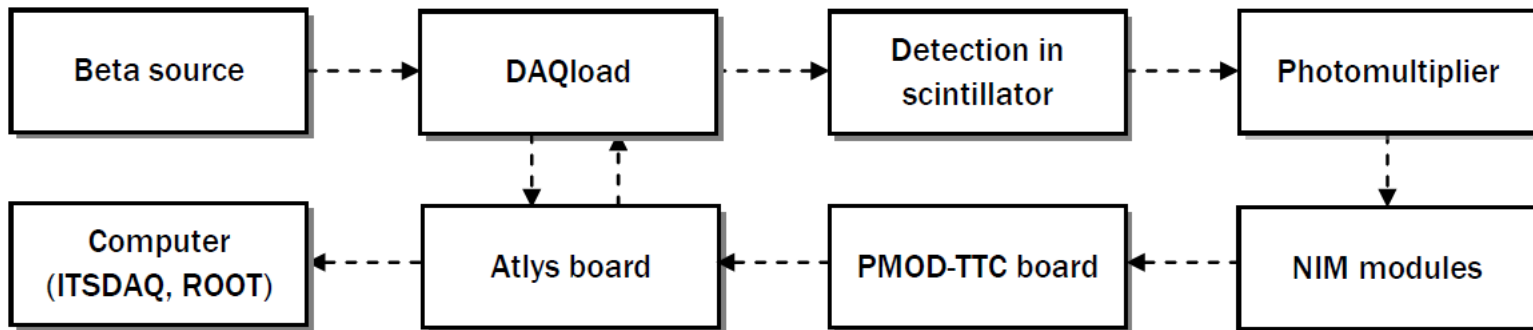 Beta source
DAQload
Detection in
scintillator
Photomultiplier
Computer
(ITSDAQ, ROOT)
Atlys board
PMOD-TTC board
NIM modules